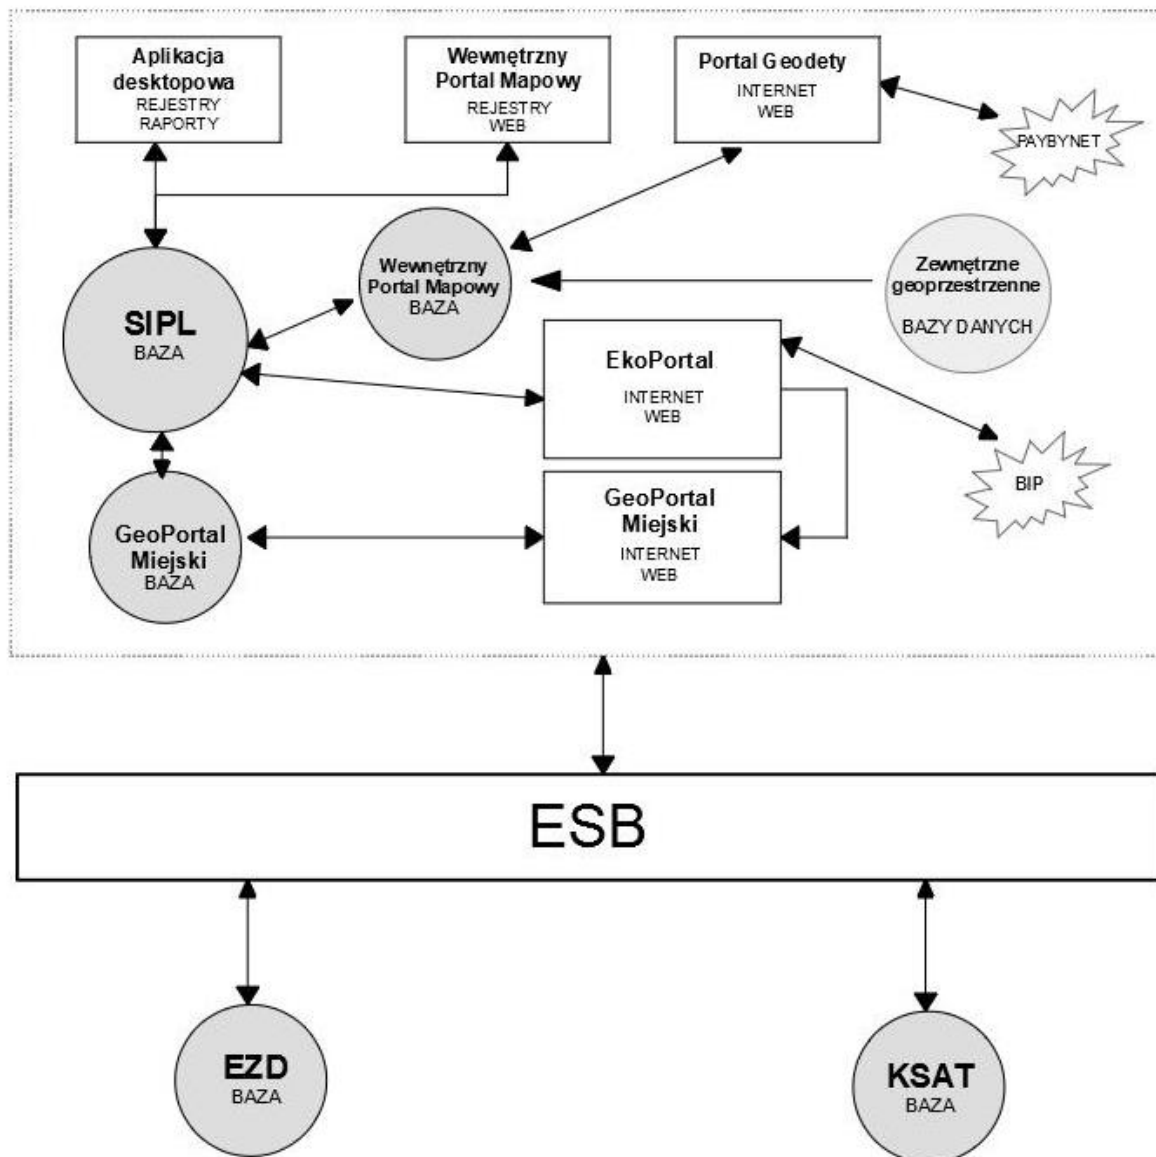 Aplikacja
desktopowa
REJESTRY
RAPORTY
Wewnętrzny
Portal Mapowy
REJESTRY
WEB
Portal Geodety
INTERNET
WEB
PAYBYNET
Wewnętrzny
Portal Mapowy
BAZA
Zewnętrzne
geoprzestrzenne
BAZY DANYCH
SIPL
BAZA
EkoPortal
INTERNET
WEB
BIP
GeoPortal
Miejski
BAZA
GeoPortal
Miejski
INTERNET
WEB
ESB
EZD
BAZA
KSAT
BAZA